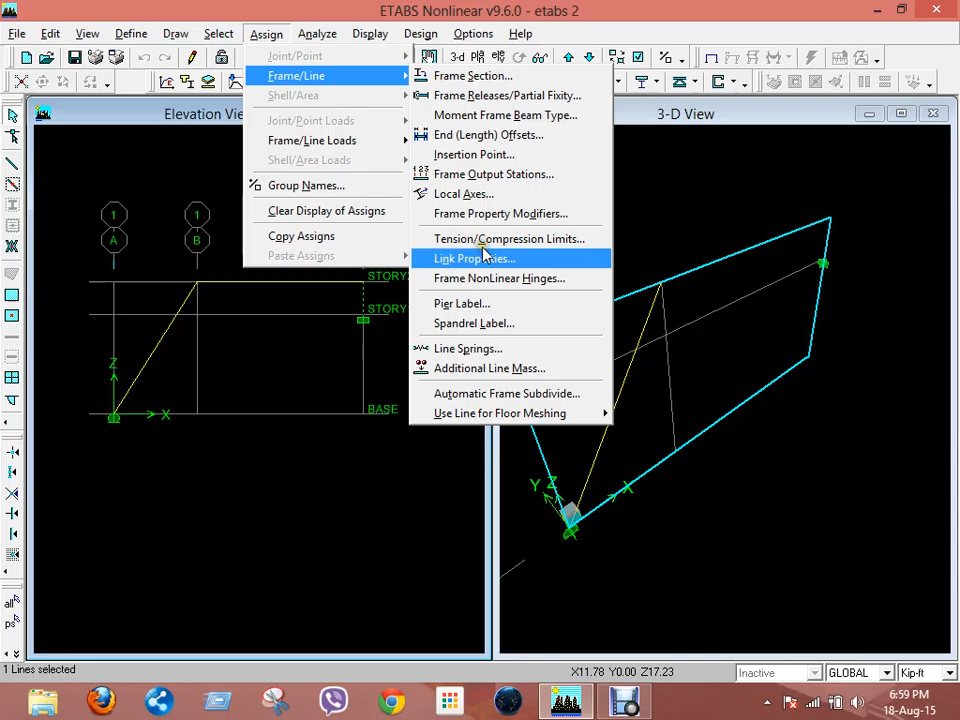 ETABS Nonlinear v9.6.0 - etabs 2
File Edit View Define Draw Select Assign Analyze Display Design Options Help
3-d
all
Elevation Vie
3-D View
Joint/Point
Frame/Line
Shell/Area
Joint/Point Loads
Frame/Line Loads
Shell/Area Loads
Group Names...
Clear Display of Assigns
Copy Assigns
Paste Assigns
Frame Section...
Frame Releases/Partial Fixity...
Moment Frame Beam Type...
End (Length) Offsets...
Insertion Point...
Frame Output Stations...
Local Axes...
Frame Property Modifiers...
Tension/Compression Limits...
Link Properties...
Frame NonLinear Hinges...
Pier Label...
Spandrel Label...
Line Springs...
Additional Line Mass...
Automatic Frame Subdivide...
Use Line for Floor Meshing
1 1
A B
STORY
STORY
BASE
Z
X
Y Z X
ps
1 Lines selected
X11.78 Y0.00 Z17.23
Inactive
GLOBAL
Kip-ft
6:59 PM
18-Aug-15